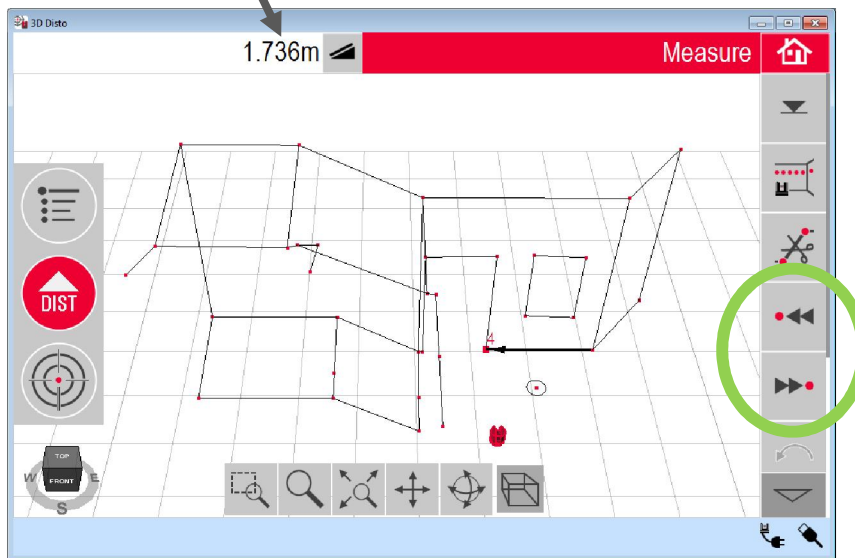 3D Disto
1.736m
Measure
DIST
4
TOP
FRONT
W
E
S